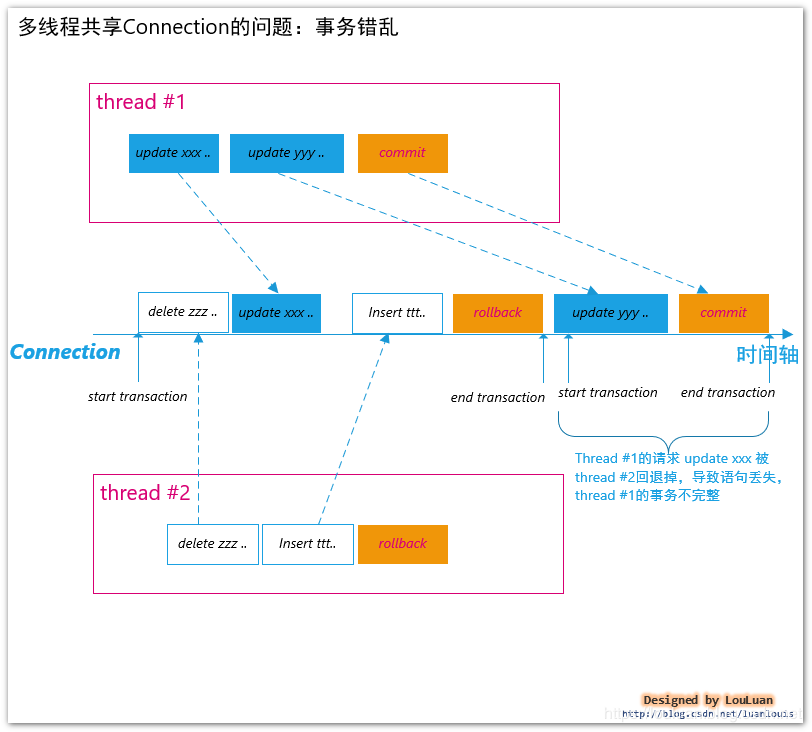 多线程共享Connection的问题：事务错乱
thread #1
update xxx ..
update yyy ..
commit
delete zzz ..
update xxx ..
Insert ttt..
rollback
update yyy ..
commit
Connection
时间轴
start transaction
end transaction
start transaction
end transaction
Thread #1的请求 update xxx 被
thread #2回退掉，导致语句丢失，
thread #1的事务不完整
thread #2
delete zzz ..
Insert ttt..
rollback
Designed by LouLuan
http://blog.csdn.net/luanlouis